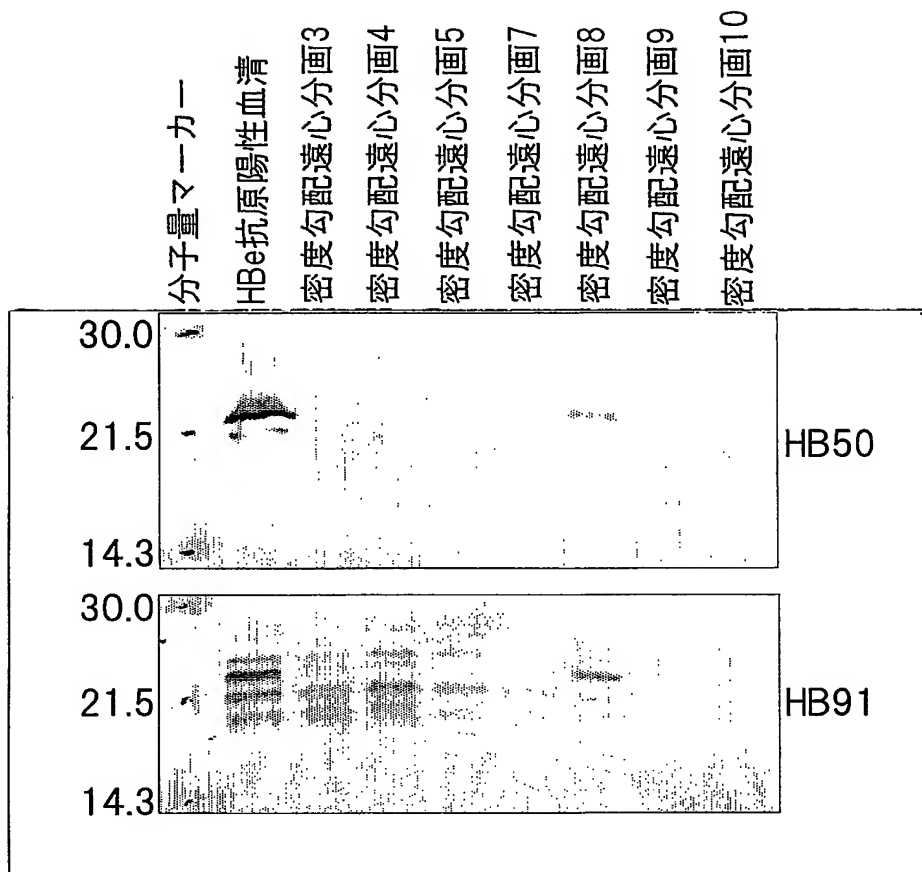 分子量マーカー
HBe抗原陽性血清
密度勾配遠心分画3
密度勾配遠心分画4
密度勾配遠心分画5
密度勾配遠心分画7
密度勾配遠心分画8
密度勾配遠心分画9
密度勾配遠心分画10
30.0
21.5
14.3
HB50
30.0
21.5
14.3
HB91